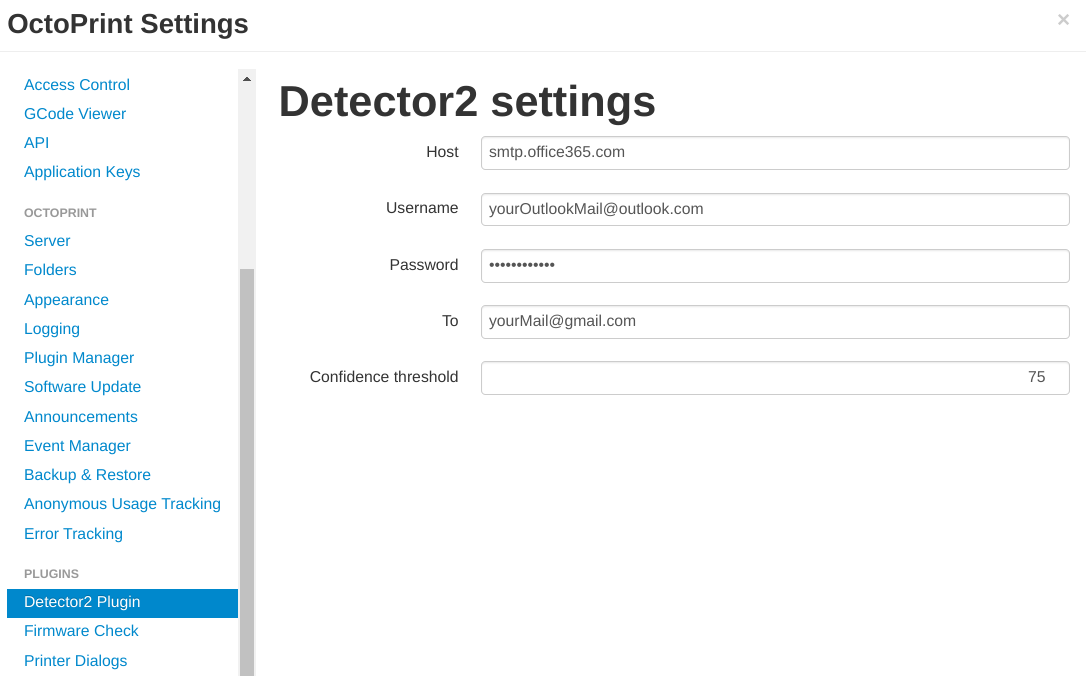 OctoPrint Settings
×
Access Control
GCode Viewer
API
Application Keys
OCTOPRINT
Server
Folders
Appearance
Logging
Plugin Manager
Software Update
Announcements
Event Manager
Backup & Restore
Anonymous Usage Tracking
Error Tracking
PLUGINS
Detector2 Plugin
Firmware Check
Printer Dialogs
Detector2 settings
Host smtp.office365.com
Username yourOutlookMail@outlook.com
Password ••••••••••••
To yourMail@gmail.com
Confidence threshold 75